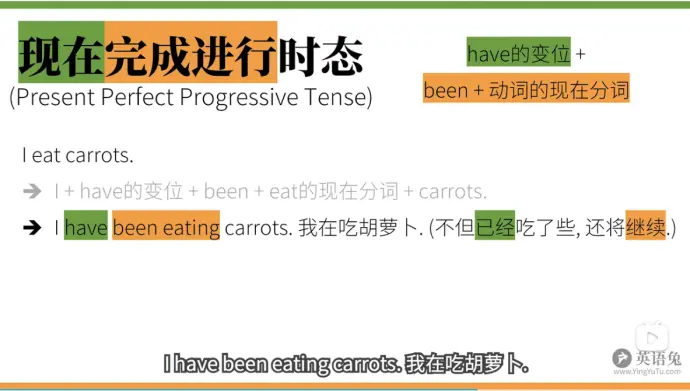 现在完成进行时态
(Present Perfect Progressive Tense)
have的变位 +
been + 动词的现在分词
I eat carrots.
➔ I + have的变位 + been + eat的现在分词 + carrots.
➔ I have been eating carrots. 我在吃胡萝卜. (不但已经吃了些, 还将继续.)
英语兔
www.YingYuTu.com
I have been eating carrots. 我在吃胡萝卜.